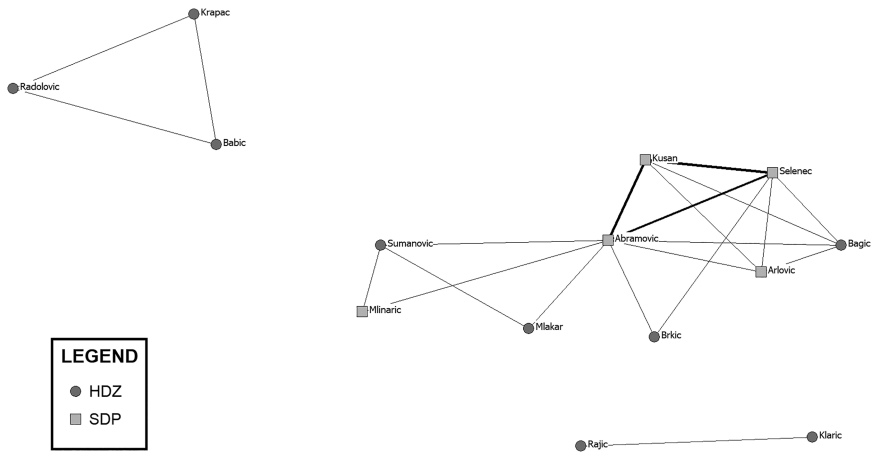 Krapac
Radolovic
Babic
Kusan
Selenec
Sumanovic
Abramovic
Bagic
Arlovic
Mlinaric
Mlakar
Brkic
LEGEND
HDZ
SDP
Rajic
Klaric